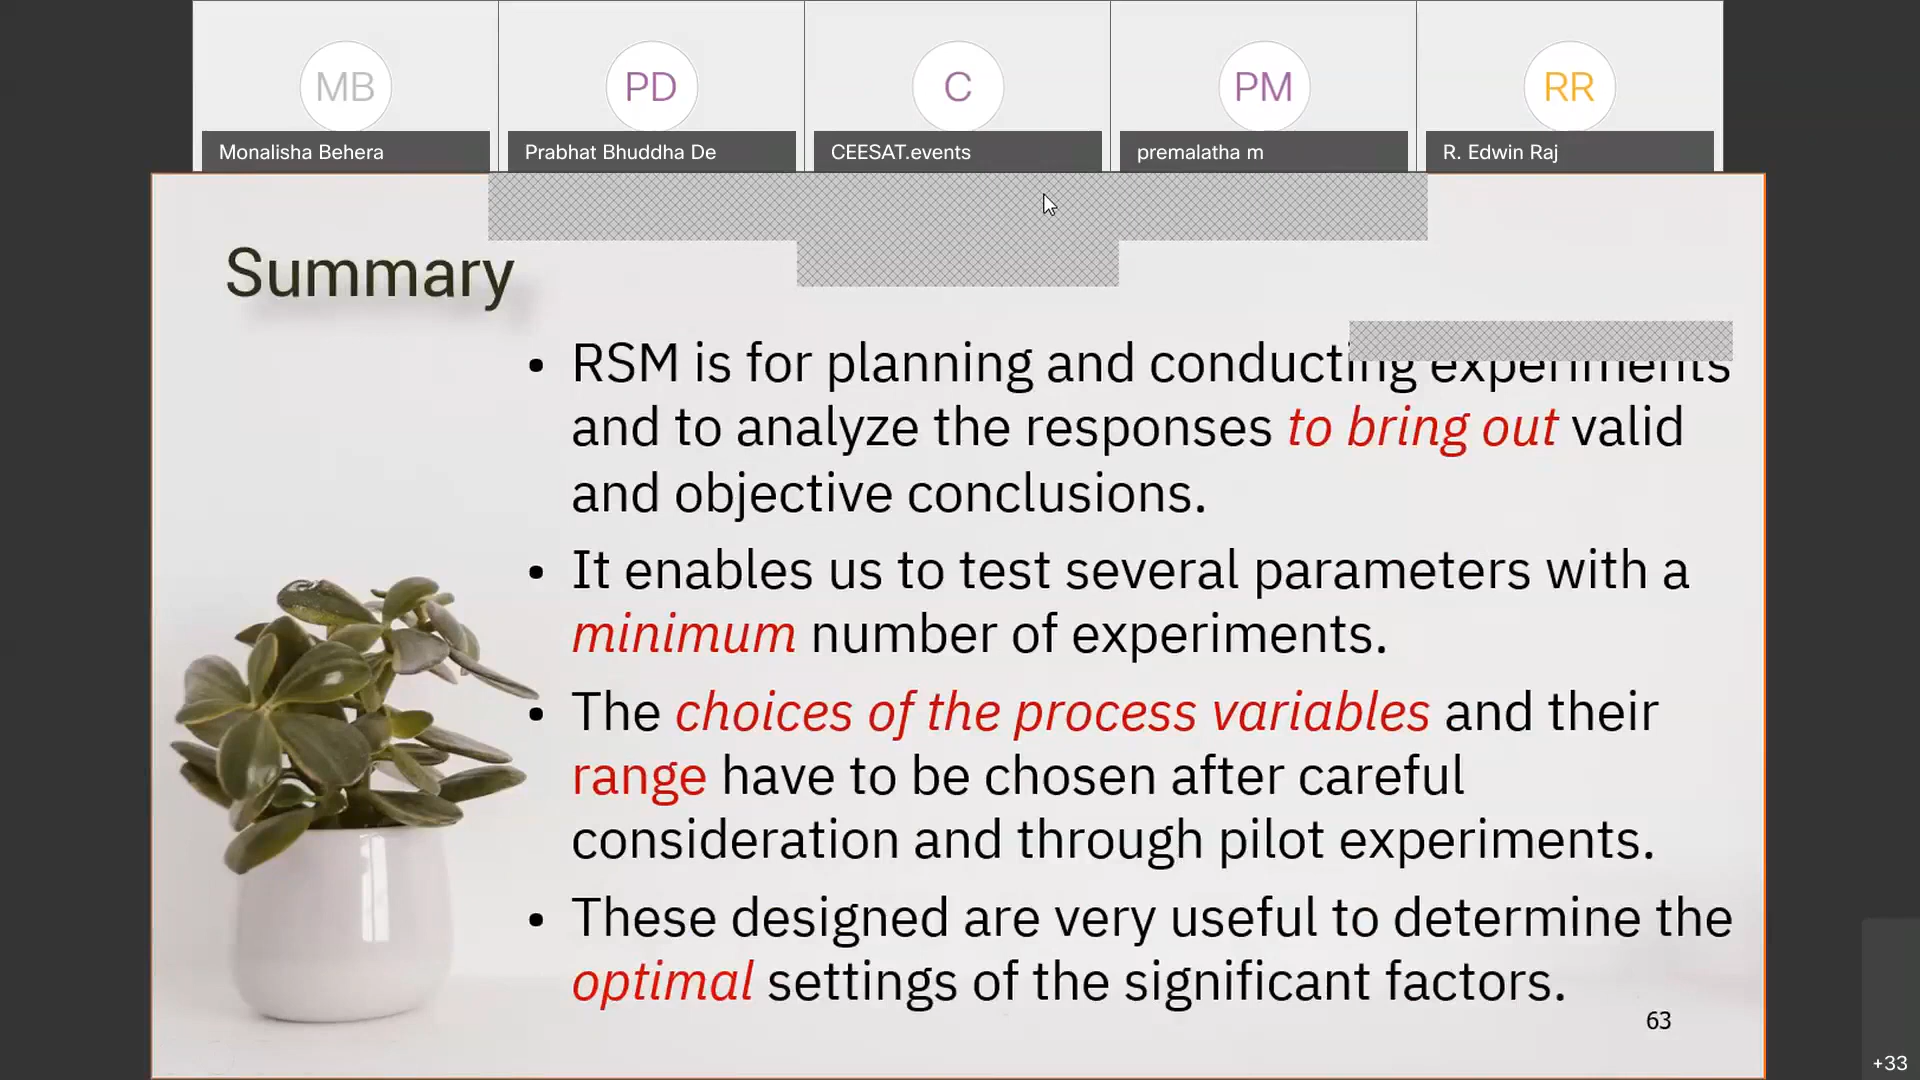 MB
PD
C
PM
RR
Monalisha Behera
Prabhat Bhuddha De
CEESAT.events
premalatha m
R. Edwin Raj
Summary
• RSM is for planning and conducting experiments
and to analyze the responses to bring out valid
and objective conclusions.
• It enables us to test several parameters with a
minimum number of experiments.
• The choices of the process variables and their
range have to be chosen after careful
consideration and through pilot experiments.
• These designed are very useful to determine the
optimal settings of the significant factors.
63
+33